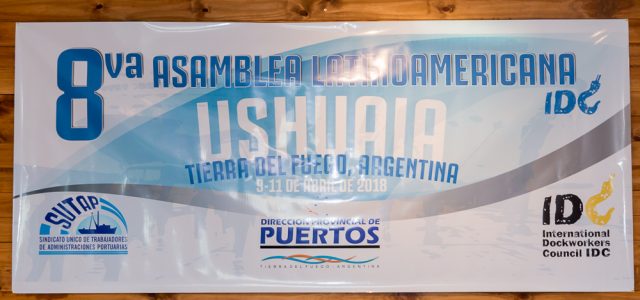 8va ASAMBLEA LATINOAMERICANA
IDC
USHUAIA
TIERRA DEL FUEGO, ARGENTINA
9-11 DE ABRIL DE 2018
SUTAP
SINDICATO ÚNICO DE TRABAJADORES
DE ADMINISTRACIONES PORTUARIAS
DIRECCIÓN PROVINCIAL DE
PUERTOS
TIERRA DEL FUEGO ARGENTINA
IDC
International
Dockworkers
Council IDC